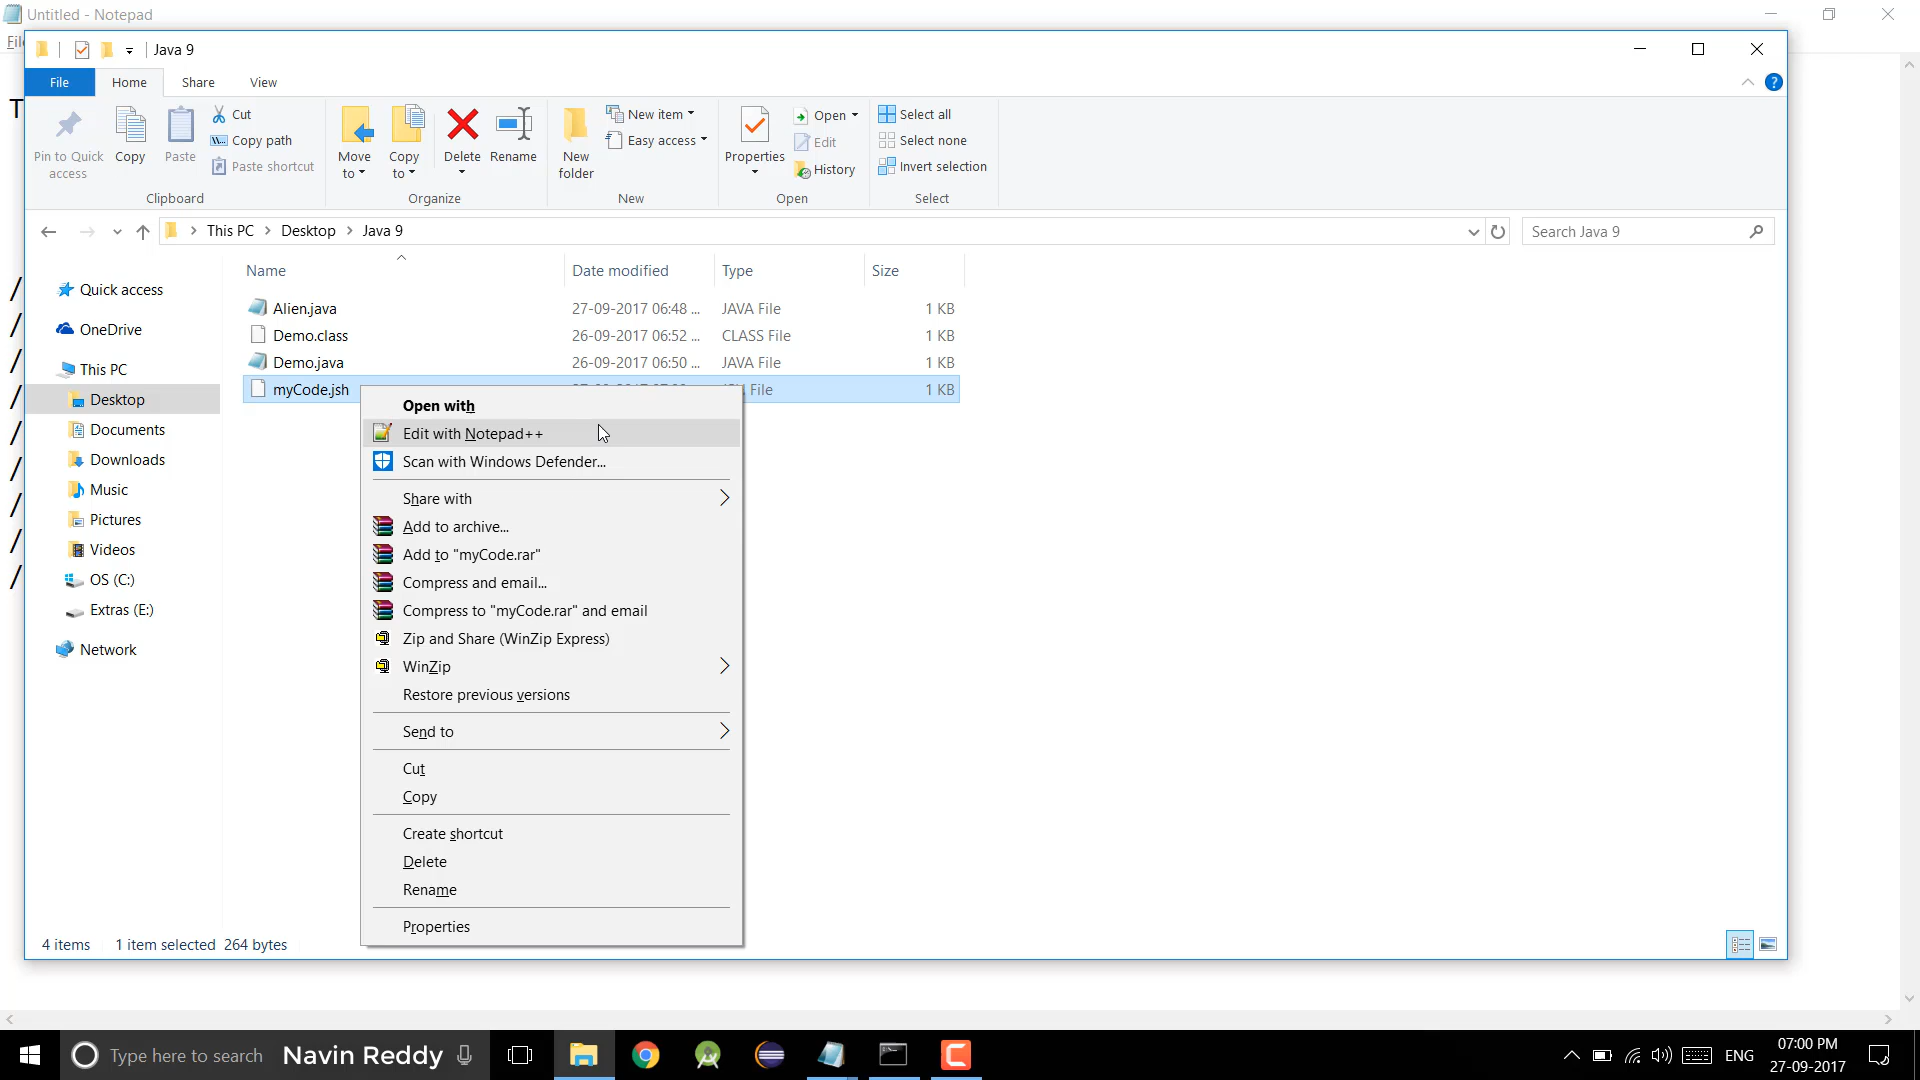 Untitled - Notepad
Java 9
File Home Share View
Pin to Quick access
Copy
Paste
Cut
Copy path
Paste shortcut
Move to
Copy to
Delete
Rename
New folder
New item
Easy access
Properties
Open
Edit
History
Select all
Select none
Invert selection
Clipboard Organize New Open Select
This PC > Desktop > Java 9
Search Java 9
Name Date modified Type Size
Alien.java 27-09-2017 06:48 ... JAVA File 1 KB
Demo.class 26-09-2017 06:52 ... CLASS File 1 KB
Demo.java 26-09-2017 06:50 ... JAVA File 1 KB
myCode.jsh File 1 KB
Quick access
OneDrive
This PC
Desktop
Documents
Downloads
Music
Pictures
Videos
OS (C:)
Extras (E:)
Network
Open with
Edit with Notepad++
Scan with Windows Defender...
Share with
Add to archive...
Add to "myCode.rar"
Compress and email...
Compress to "myCode.rar" and email
Zip and Share (WinZip Express)
WinZip
Restore previous versions
Send to
Cut
Copy
Create shortcut
Delete
Rename
Properties
4 items 1 item selected 264 bytes
T
/
/
/
/
/
/
/
/
/
Type here to search Navin Reddy
ENG
07:00 PM
27-09-2017